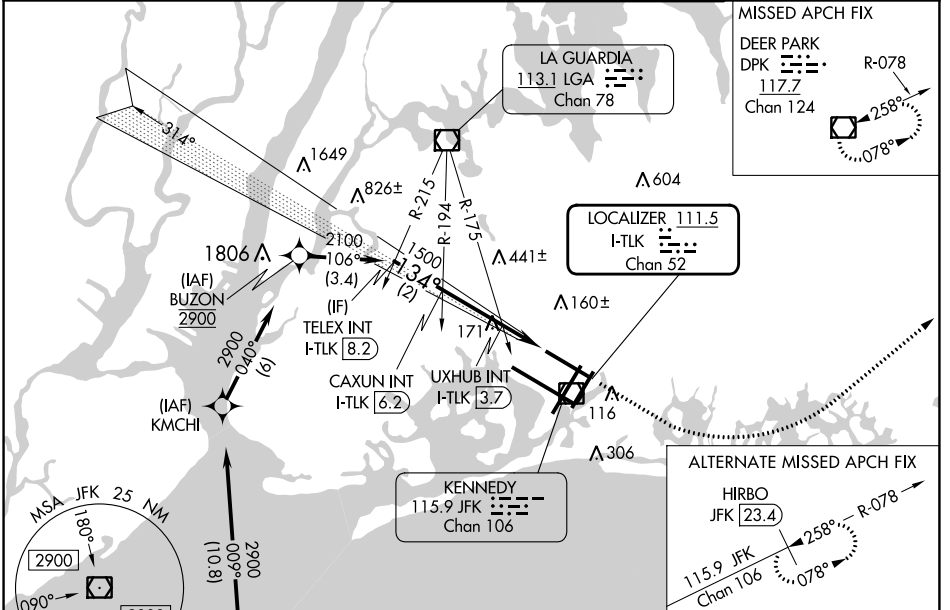 MISSED APCH FIX
DEER PARK
DPK
117.7
Chan 124
R-078
258°
078°
LA GUARDIA
113.1 LGA
Chan 78
314°
1649
826±
604
R-215
R-194
R-175
LOCALIZER 111.5
I-TLK
Chan 52
441±
1806
2100
106°
(3.4)
1500
134°
(2)
(IAF)
BUZON
2900
160±
(IF)
TELEX INT
I-TLK 8.2
171
2900
040°
(6)
CAXUN INT
I-TLK 6.2
UXHUB INT
I-TLK 3.7
(IAF)
KMCHI
116
306
KENNEDY
115.9 JFK
Chan 106
ALTERNATE MISSED APCH FIX
HIRBO
JFK 23.4
R-078
258°
078°
115.9 JFK
Chan 106
MSA JFK 25 NM
180°
2900
090°
2900
009°
(10.8)